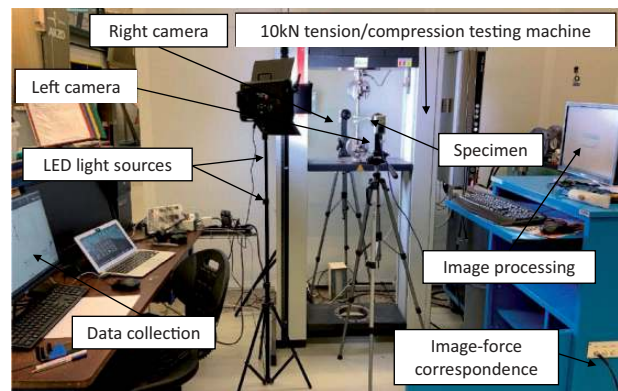 Right camera
10kN tension/compression testing machine
Left camera
LED light sources
Specimen
Image processing
Data collection
Image-force
correspondence